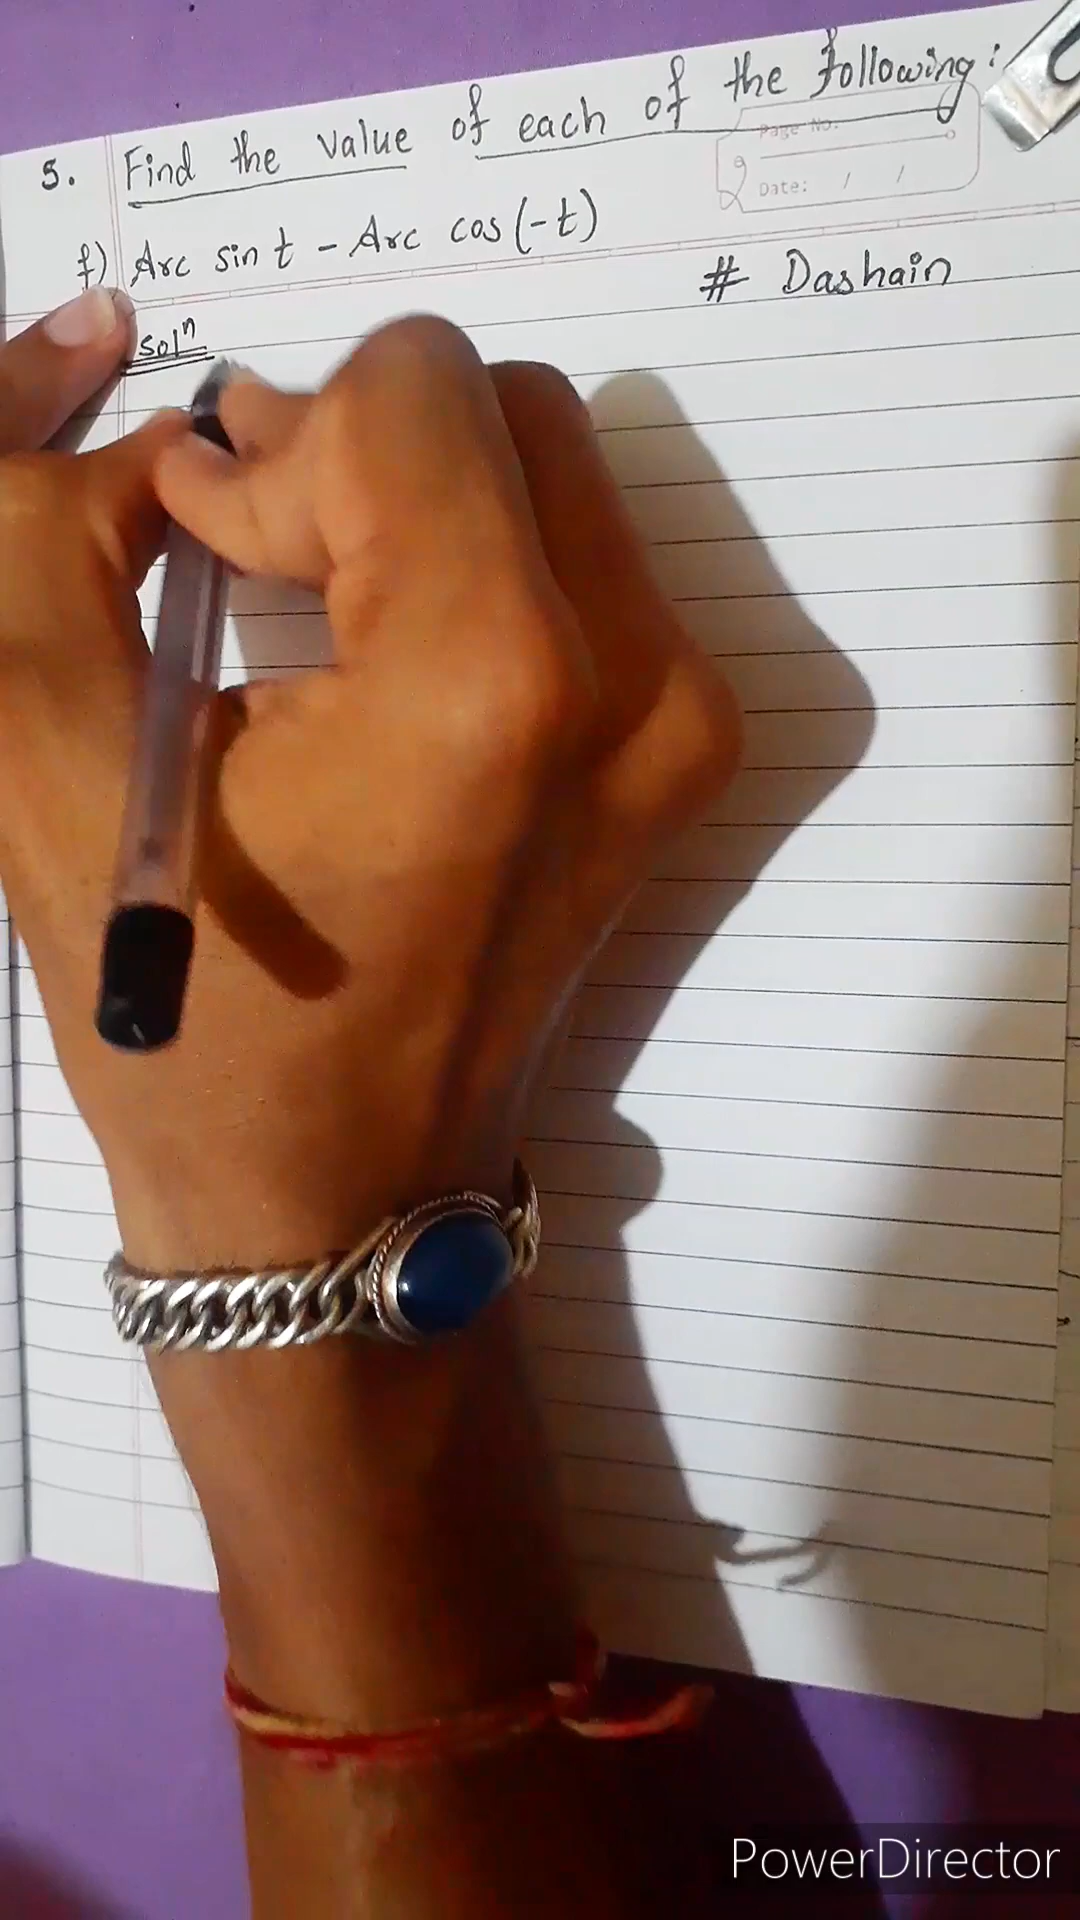 5. Find the value of each of the following:
Page No.
Date: / /
f) Arc sin t - Arc cos (-t)
# Dashain
Solⁿ
PowerDirector